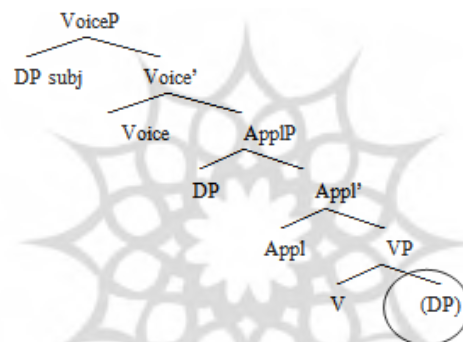 VoiceP
DP subj Voice’
Voice ApplP
DP Appl’
Appl VP
V (DP)